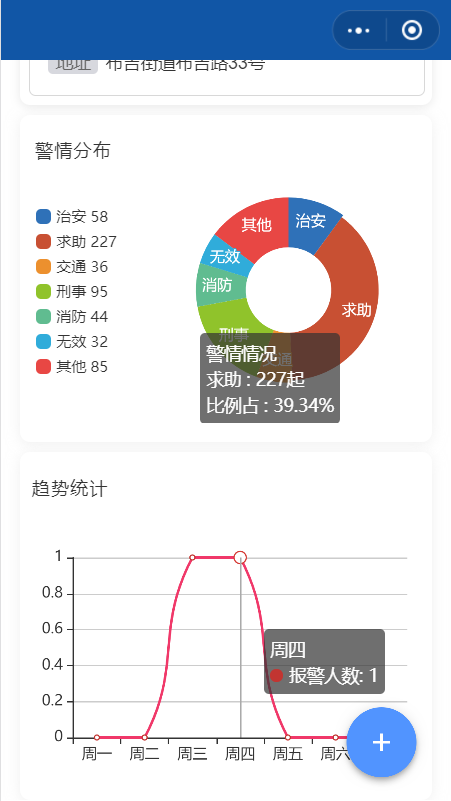 地址 布吉街道布吉路33号
警情分布
治安 58
求助 227
交通 36
刑事 95
消防 44
无效 32
其他 85
治安
其他
无效
消防
求助
刑事
交通
警情情况
求助 : 227起
比例占 : 39.34%
趋势统计
1
0.8
0.6
0.4
0.2
0
周四
报警人数: 1
周一 周二 周三 周四 周五 周六
+